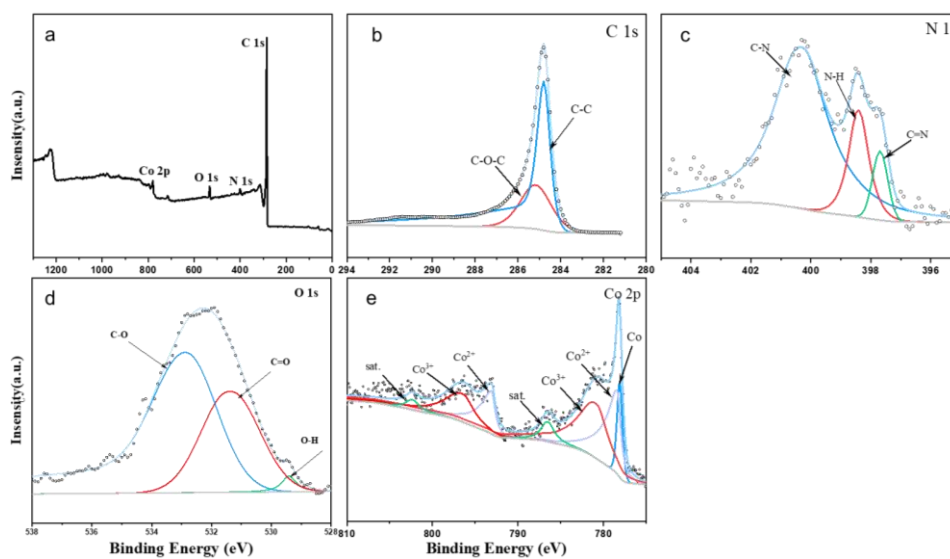 a
C 1s
Co 2p
O 1s
N 1s
Insensity(a.u.)
1200
1000
800
600
400
200
0
b
C 1s
C-C
C-O-C
294
290
288
286
284
282
280
c
N 1
C-N
N-H
C=N
404
402
400
398
396
d
O 1s
C-O
C=O
O-H
Insensity(a.u.)
538
536
534
532
530
528
Binding Energy (eV)
e
Co 2p
Co
Co2+
Co3+
sat.
Co2+
Co3+
sat.
810
800
790
780
Binding Energy (eV)